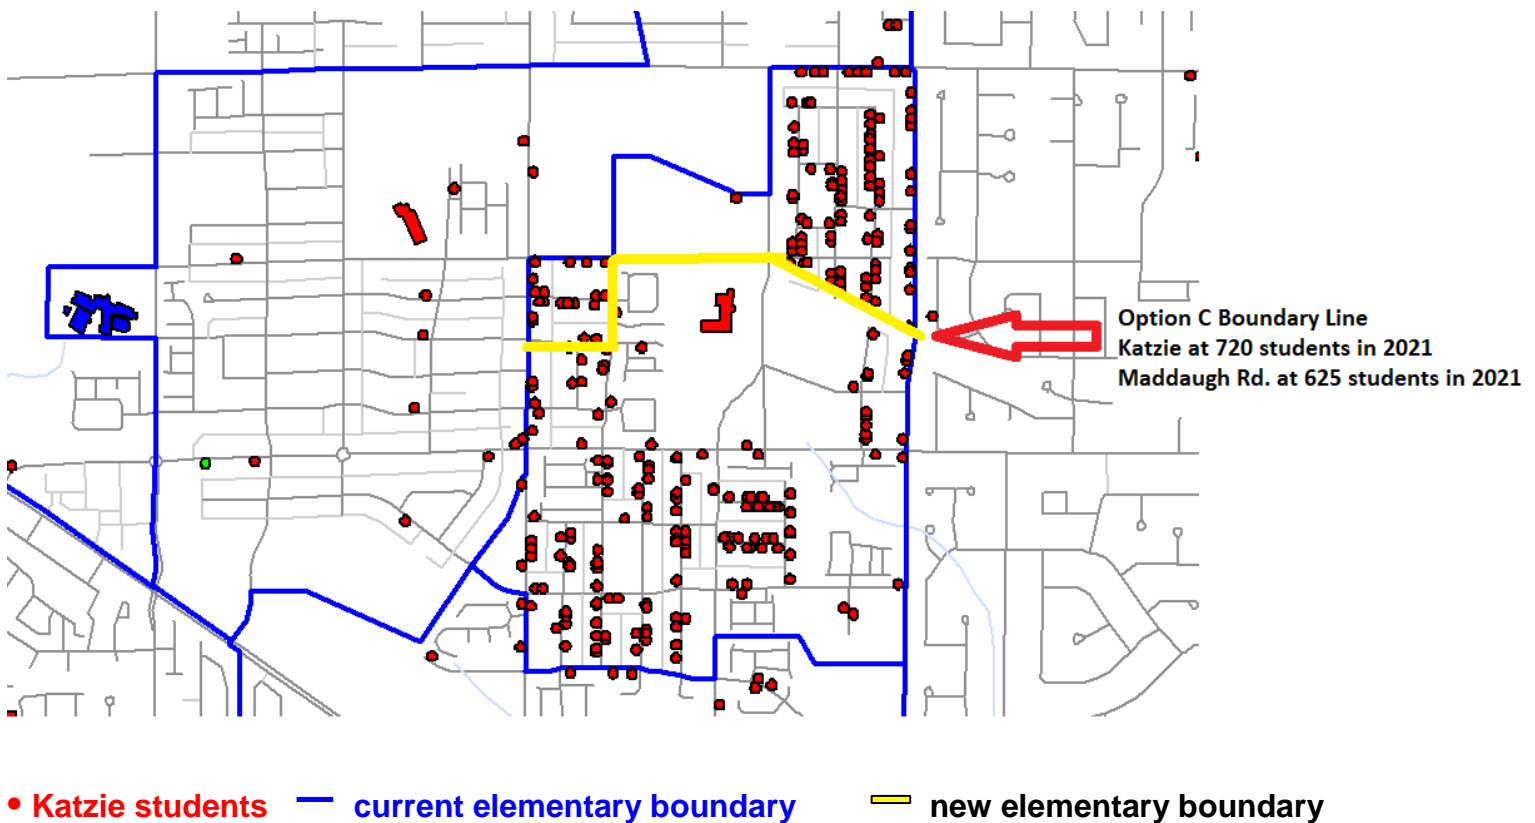 Option C Boundary Line
Katzie at 720 students in 2021
Maddaugh Rd. at 625 students in 2021
Katzie students
current elementary boundary
new elementary boundary